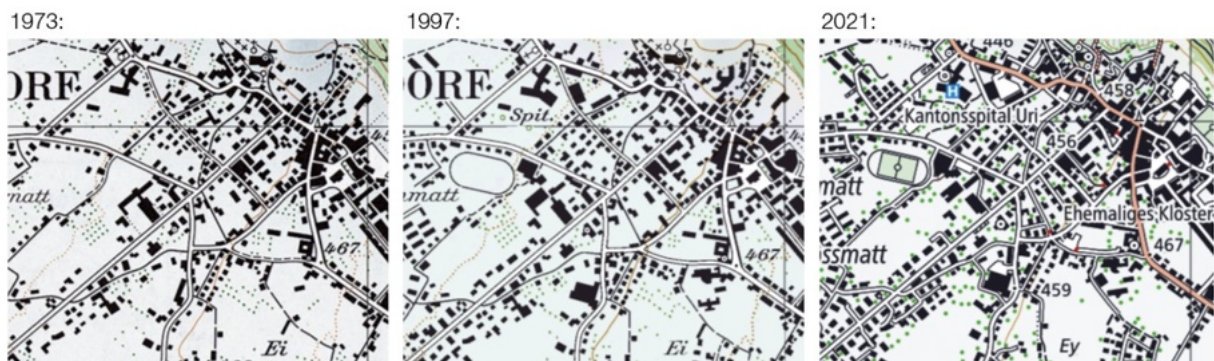 1973:
1997:
2021:
ORF
matt
467
Ei
ORF
Spit.
matt
467
Ei
446
H
458
Kantonsspital Uri
456
matt
Ehemaliges Kloster
467
ssmatt
459
Ey